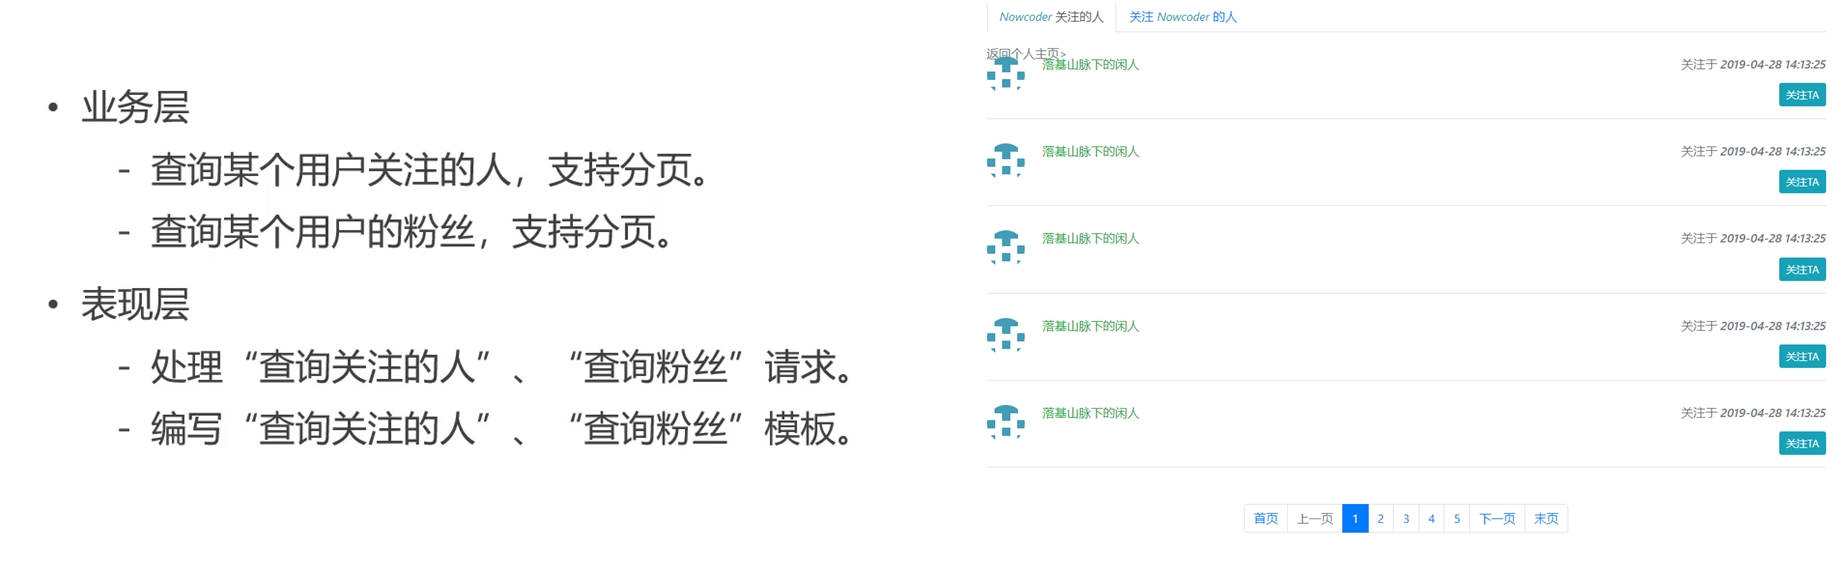 • 业务层
- 查询某个用户关注的人，支持分页。
- 查询某个用户的粉丝，支持分页。
• 表现层
- 处理“查询关注的人”、“查询粉丝”请求。
- 编写“查询关注的人”、“查询粉丝”模板。
Nowcoder 关注的人 关注 Nowcoder 的人
返回个人主页>
落基山脉下的闲人 关注于 2019-04-28 14:13:25
关注TA
落基山脉下的闲人 关注于 2019-04-28 14:13:25
关注TA
落基山脉下的闲人 关注于 2019-04-28 14:13:25
关注TA
落基山脉下的闲人 关注于 2019-04-28 14:13:25
关注TA
落基山脉下的闲人 关注于 2019-04-28 14:13:25
关注TA
首页 上一页 1 2 3 4 5 下一页 末页